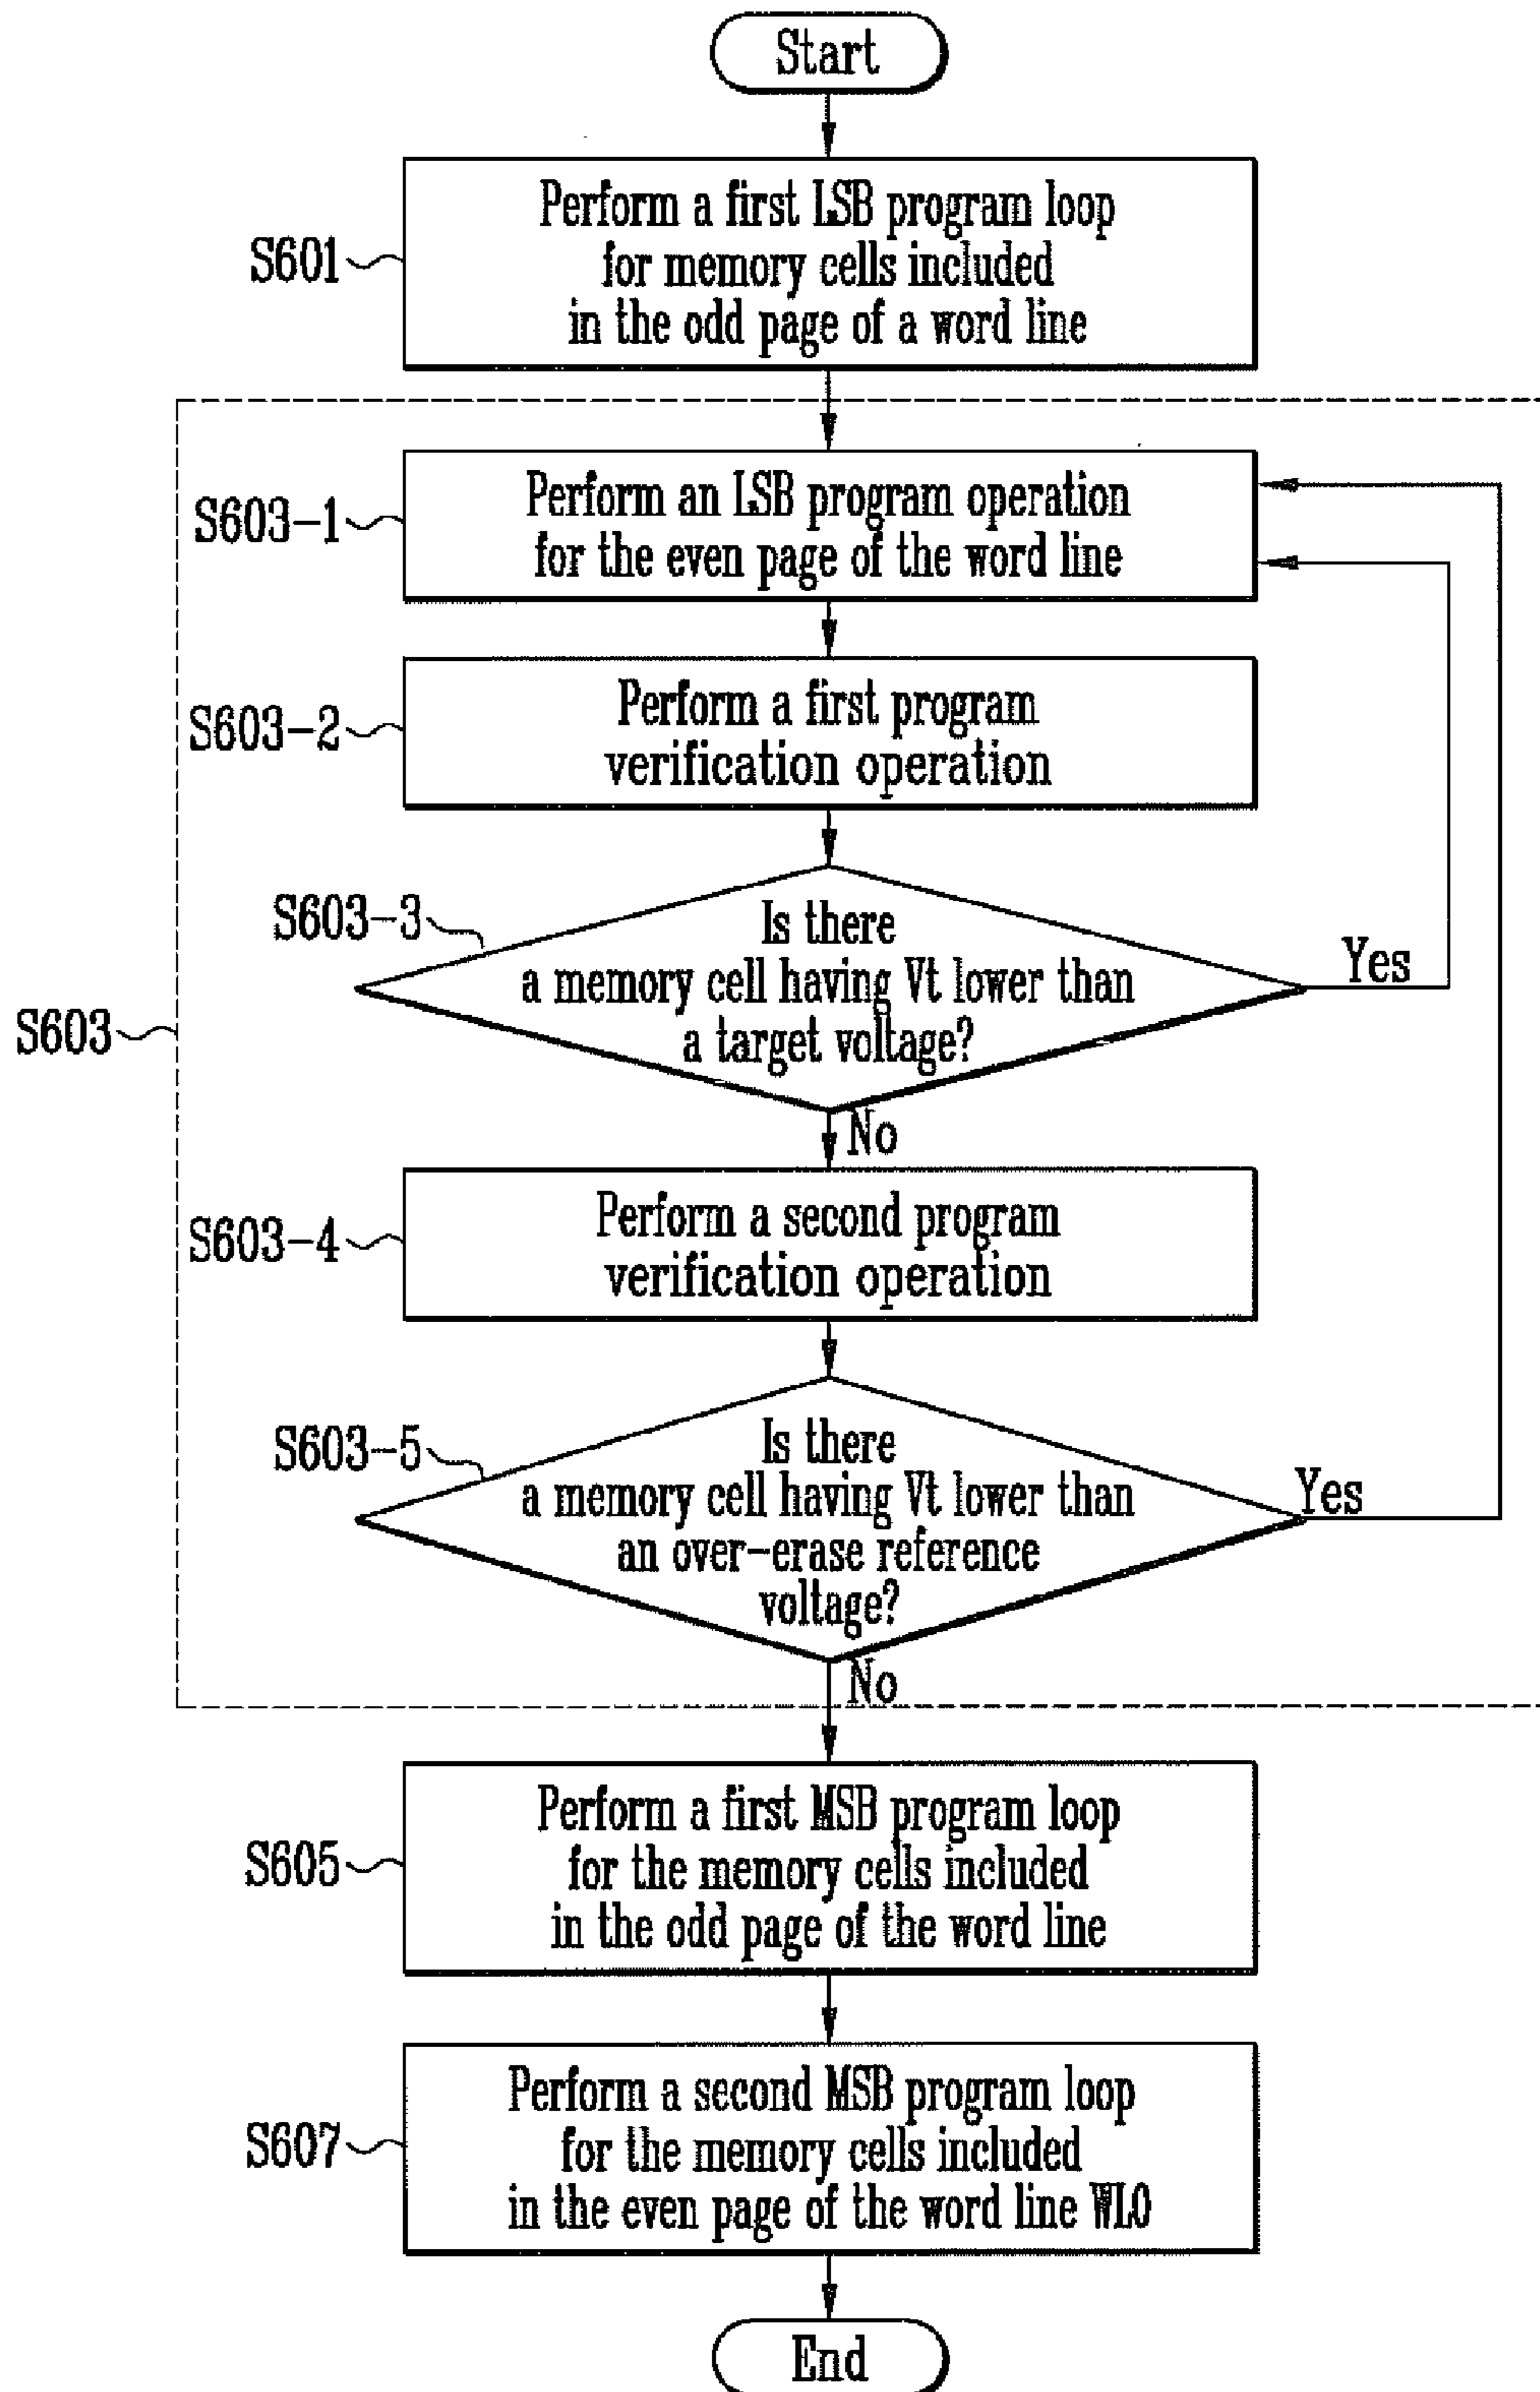 Start
S601
Perform a first LSB program loop
for memory cells included
in the odd page of a word line
S603-1
Perform an LSB program operation
for the even page of the word line
S603-2
Perform a first program
verification operation
S603-3
Is there
a memory cell having Vt lower than
a target voltage?
Yes
S603
No
S603-4
Perform a second program
verification operation
S603-5
Is there
a memory cell having Vt lower than
an over-erase reference
voltage?
Yes
No
S605
Perform a first MSB program loop
for the memory cells included
in the odd page of the word line
S607
Perform a second MSB program loop
for the memory cells included
in the even page of the word line WL0
End